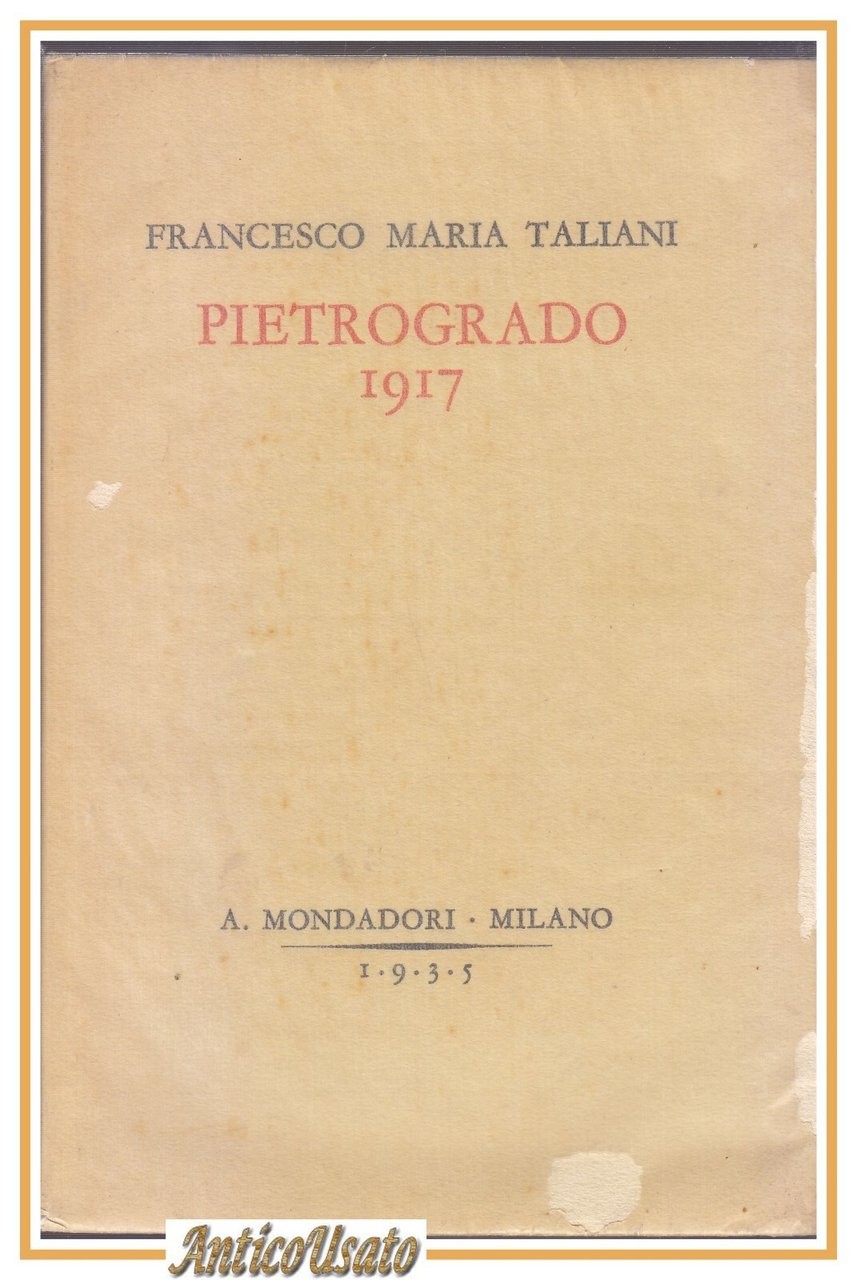 FRANCESCO MARIA TALIANI
PIETROGRADO
1917
A. MONDADORI · MILANO
1·9·3·5
AnticoUsato